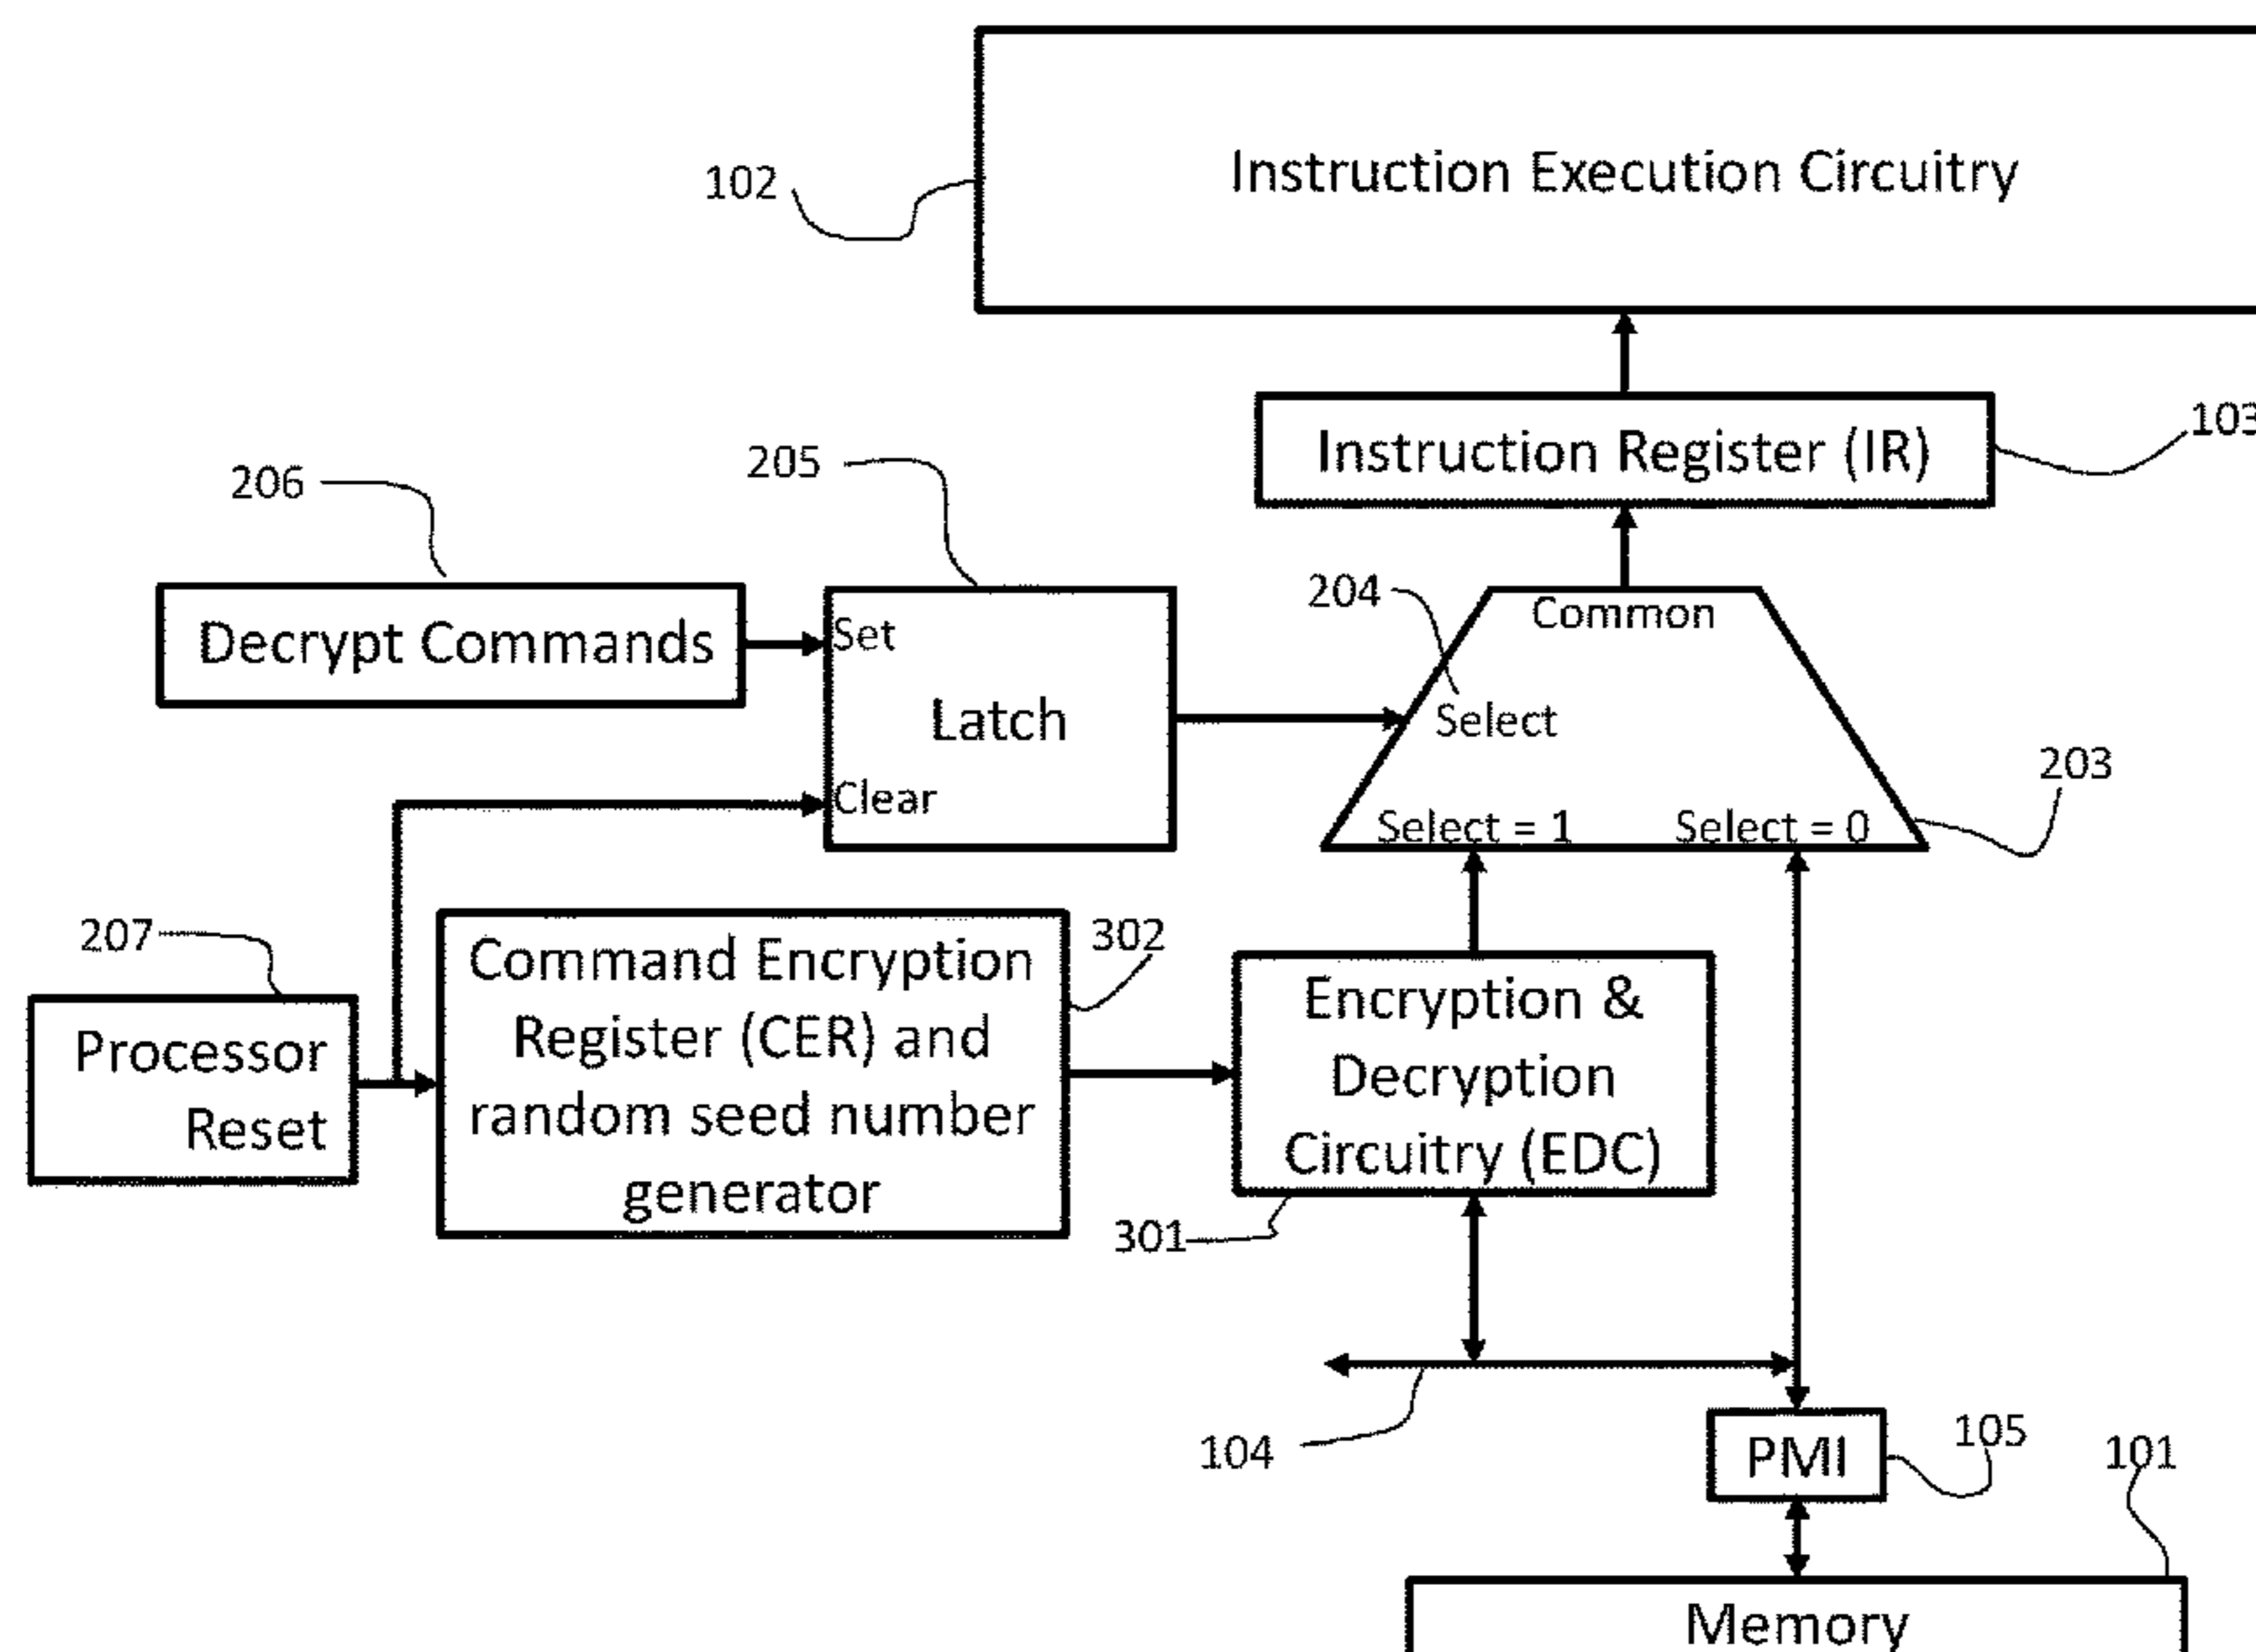 Instruction Execution Circuitry
102
Instruction Register (IR)
103
206
205
204
Common
Decrypt Commands
Set
Latch
Select
Clear
203
Select = 1
Select = 0
207
302
Command Encryption
Register (CER) and
random seed number
generator
Processor
Reset
Encryption &
Decryption
Circuitry (EDC)
301
104
PMI
105
101
Memory